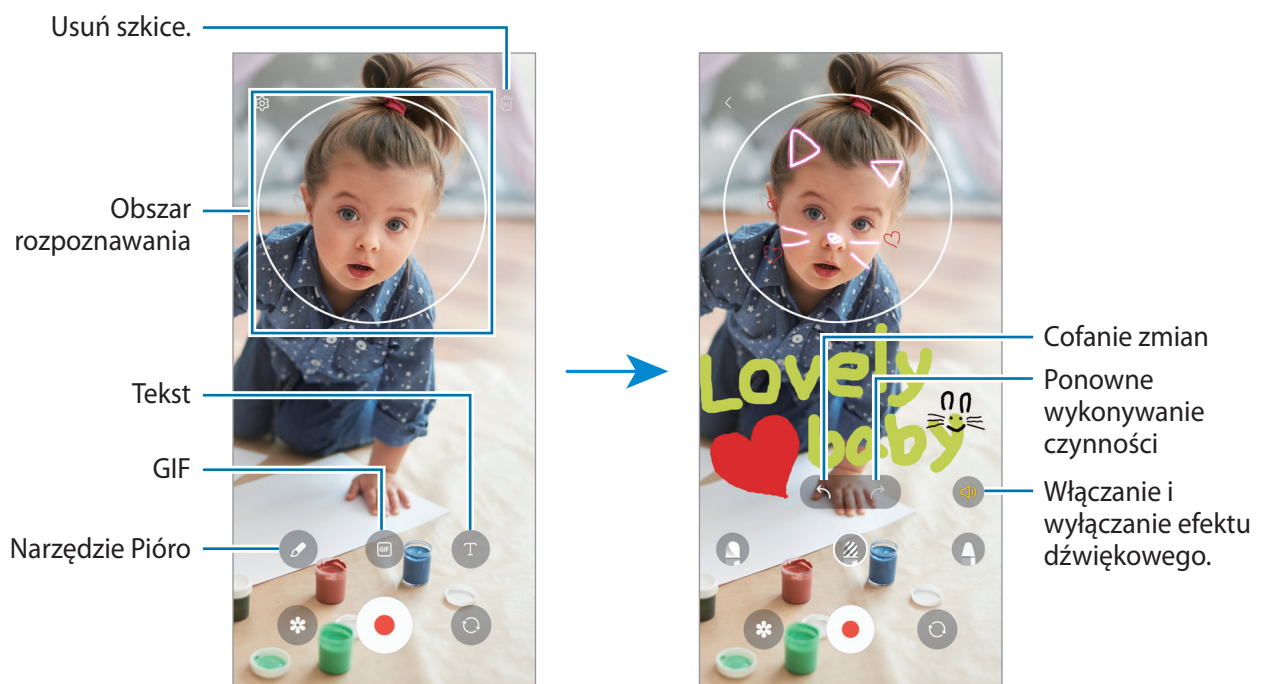 Usuń szkice.
Obszar
rozpoznawania
Tekst
GIF
Narzędzie Pióro
GIF
T
Lovely
baby
Cofanie zmian
Ponowne
wykonywanie
czynności
Włączanie i
wyłączanie efektu
dźwiękowego.